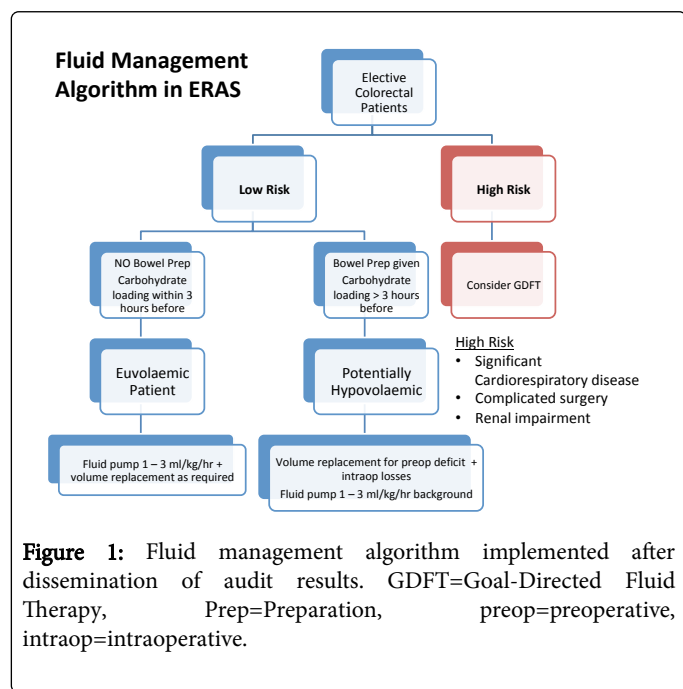 Fluid Management
Algorithm in ERAS
Elective
Colorectal
Patients
Low Risk
High Risk
NO Bowel Prep
Carbohydrate
loading within 3
hours before
Bowel Prep given
Carbohydrate
loading > 3 hours
before
Consider GDFT
Euvolaemic
Patient
Potentially
Hypovolaemic
High Risk
• Significant
Cardiorespiratory disease
• Complicated surgery
• Renal impairment
Fluid pump 1 – 3 ml/kg/hr +
volume replacement as required
Volume replacement for preop deficit +
intraop losses
Fluid pump 1 – 3 ml/kg/hr background
Figure 1: Fluid management algorithm implemented after
dissemination of audit results. GDFT=Goal-Directed Fluid
Therapy, Prep=Preparation, preop=preoperative,
intraop=intraoperative.